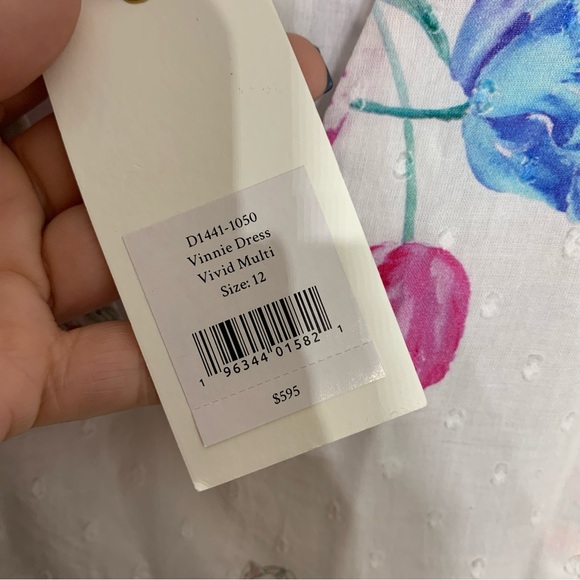 D1441-1050
Vinnie Dress
Vivid Multi
Size: 12
1 96344 01582 1
$595